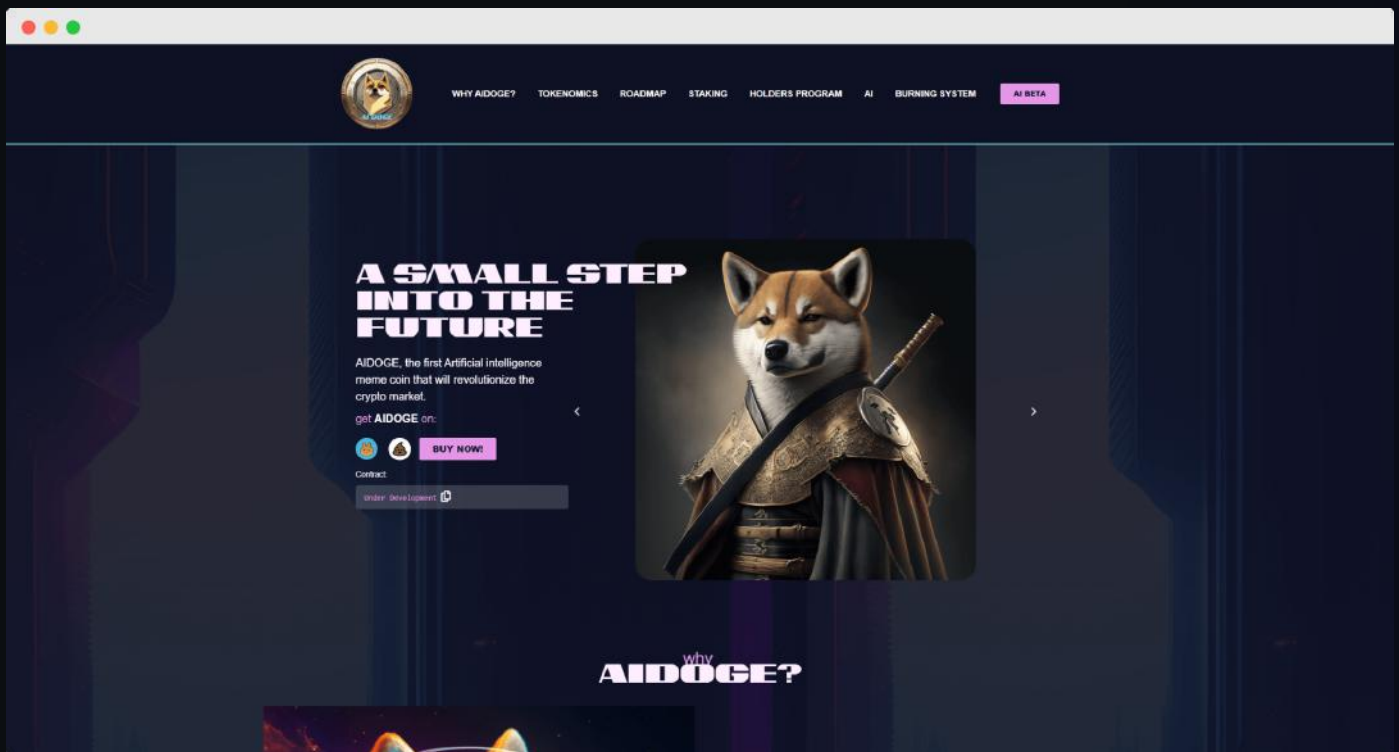 AI DOGE
WHY AIDOGE?
TOKENOMICS
ROADMAP
STAKING
HOLDERS PROGRAM
AI
BURNING SYSTEM
AI BETA
A SMALL STEP
INTO THE
FUTURE
AIDOGE, the first Artificial intelligence
meme coin that will revolutionize the
crypto market.
get AIDOGE on:
BUY NOW!
Contract
Under Development
why
AIDOGE?